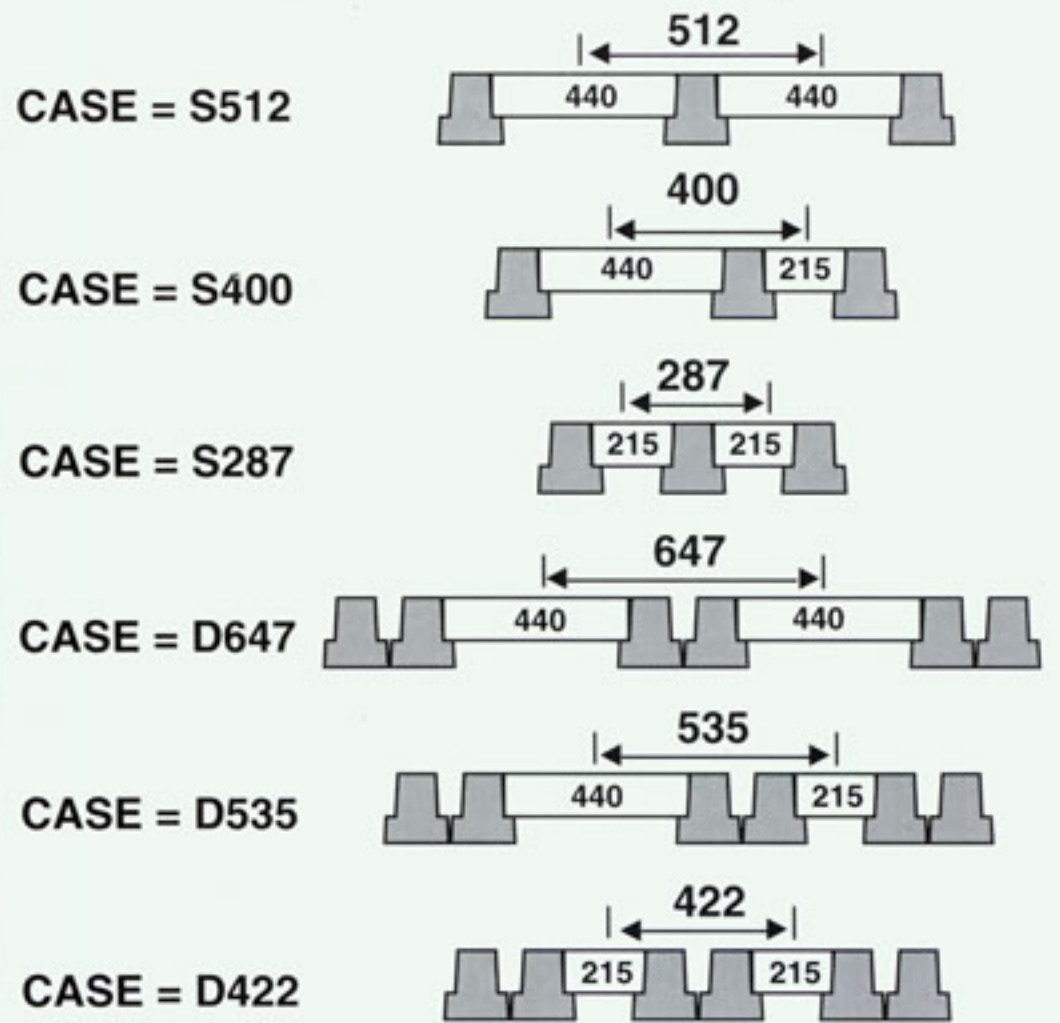 512
CASE = S512
440 440
400
CASE = S400
440 215
287
CASE = S287
215 215
647
CASE = D647
440 440
535
CASE = D535
440 215
422
CASE = D422
215 215